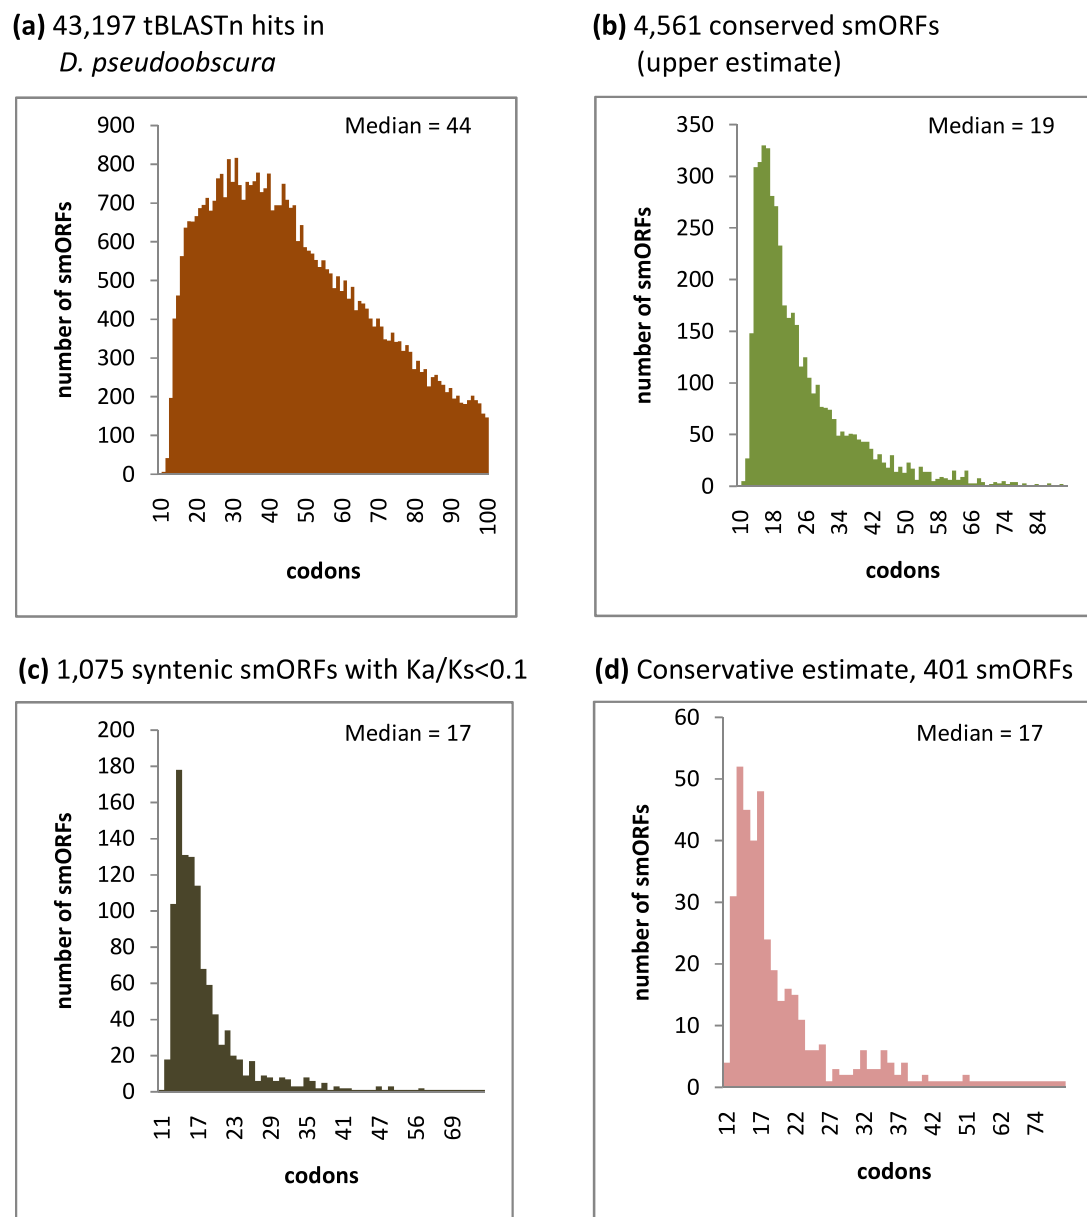 (a) 43,197 tBLASTn hits in
D. pseudoobscura
Median = 44
number of smORFs
900
800
700
600
500
400
300
200
100
0
10 20 30 40 50 60 70 80 90 100
codons
(b) 4,561 conserved smORFs
(upper estimate)
Median = 19
number of smORFs
350
300
250
200
150
100
50
0
10 18 26 34 42 50 58 66 74 84
codons
(c) 1,075 syntenic smORFs with Ka/Ks<0.1
Median = 17
number of smORFs
200
180
160
140
120
100
80
60
40
20
0
11 17 23 29 35 41 47 56 69
codons
(d) Conservative estimate, 401 smORFs
Median = 17
number of smORFs
60
50
40
30
20
10
0
12 17 22 27 32 37 42 51 62 74
codons